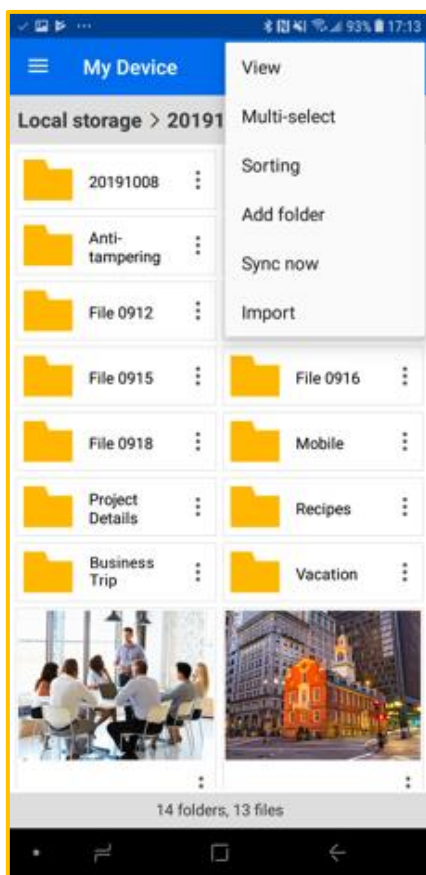 93% 17:13
My Device
View
Multi-select
Sorting
Add folder
Sync now
Import
Local storage > 20191
20191008
Anti-
tampering
File 0912
File 0915
File 0916
File 0918
Mobile
Project
Details
Recipes
Business
Trip
Vacation
14 folders, 13 files